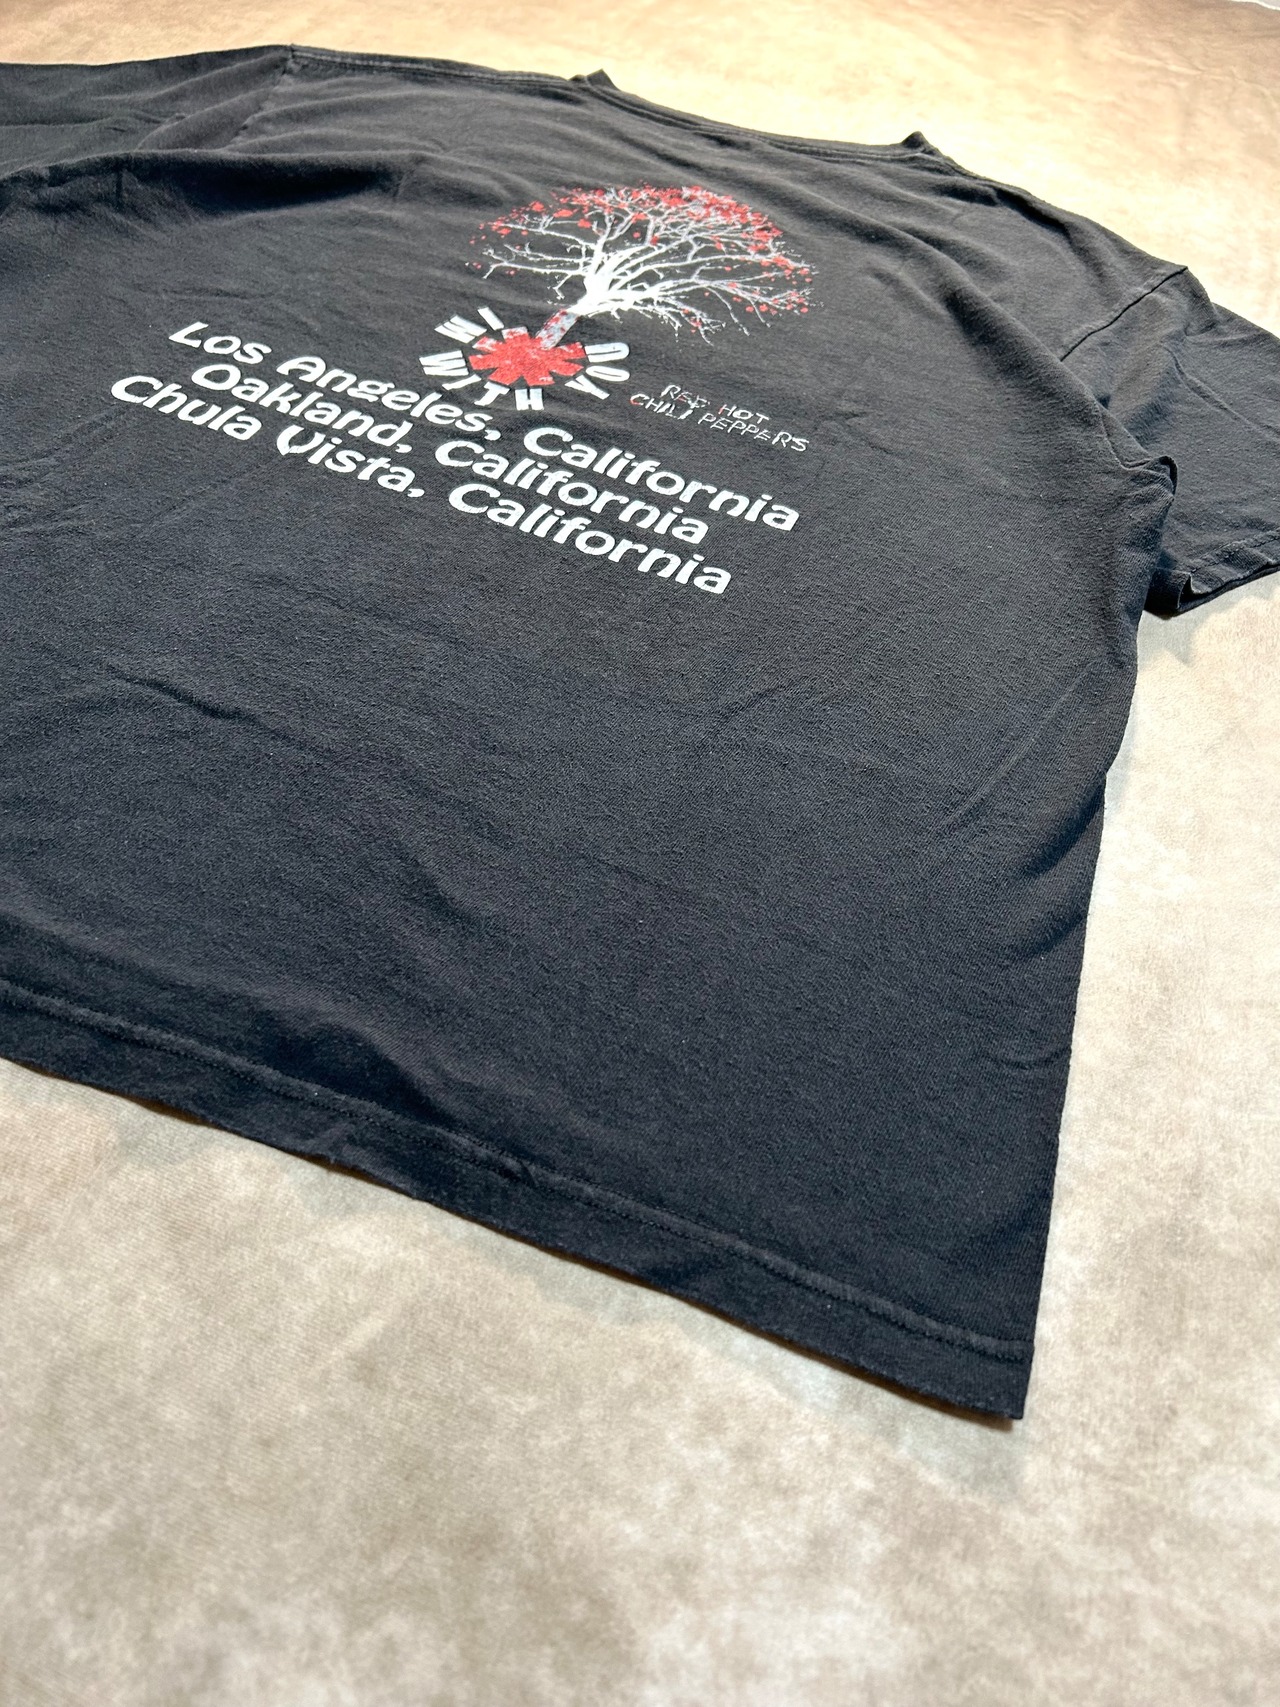 I'M
WITH
YOU
RED HOT
CHILI PEPPERS
Los Angeles, California
Oakland, California
Chula Vista, California